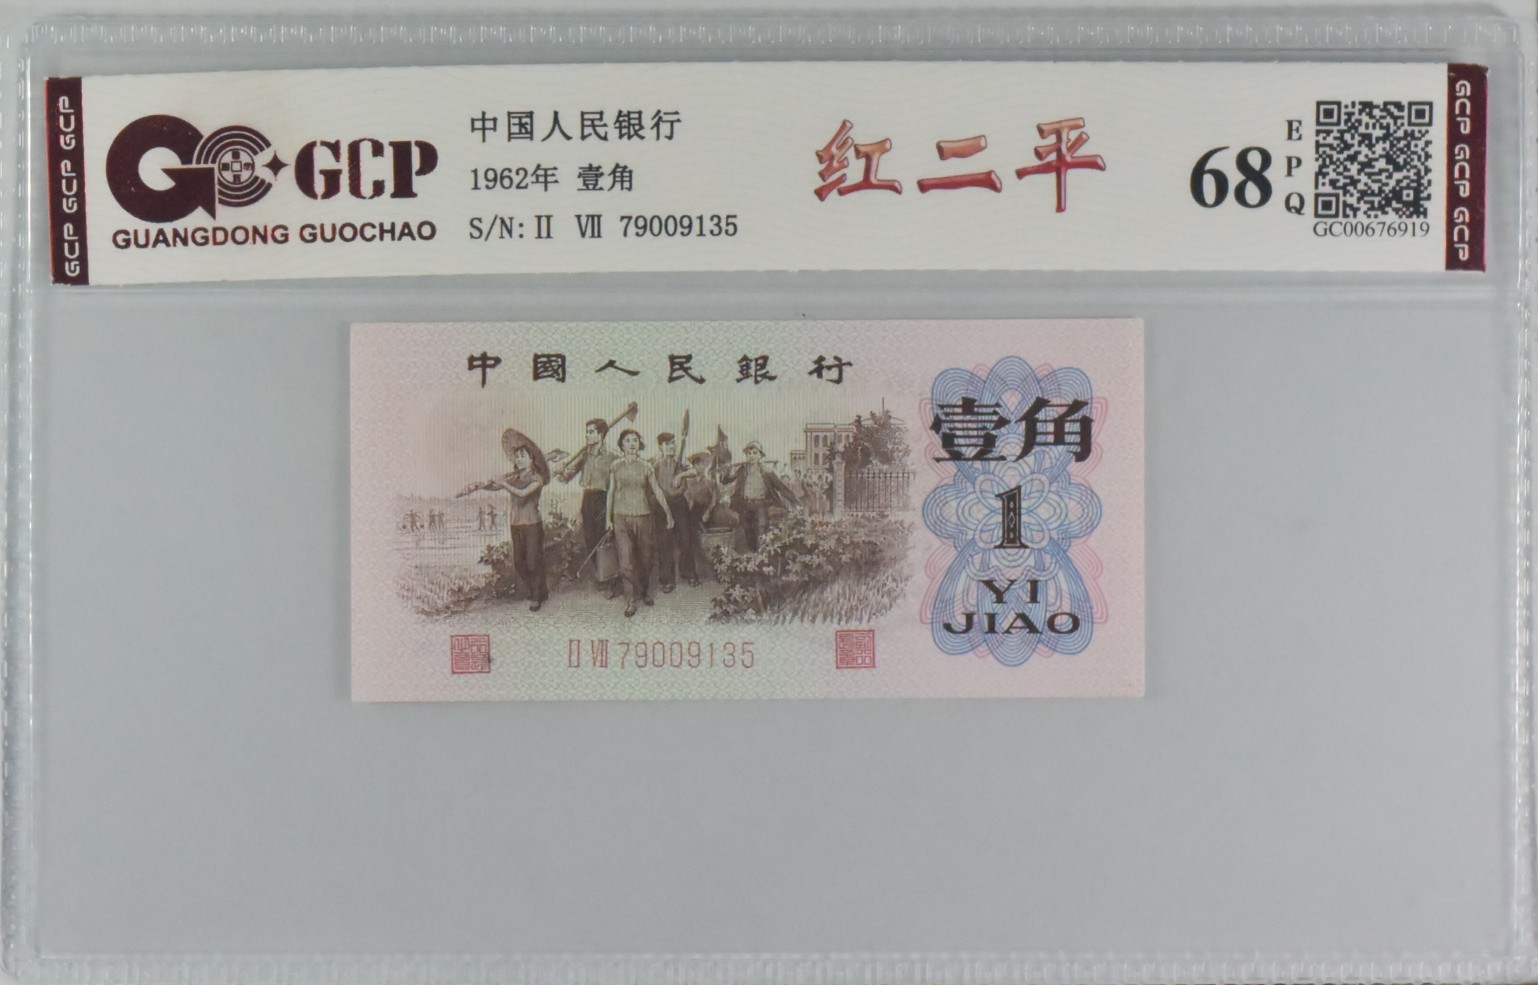 GCP GCP GCP
GCP
GUANGDONG GUOCHAO
中国人民银行
1962年 壹角
S/N: II VII 79009135
红二平
68
EPQ
GC00676919
GCP GCP GCP
中國人民銀行
壹角
1
YI
JIAO
II VII 79009135